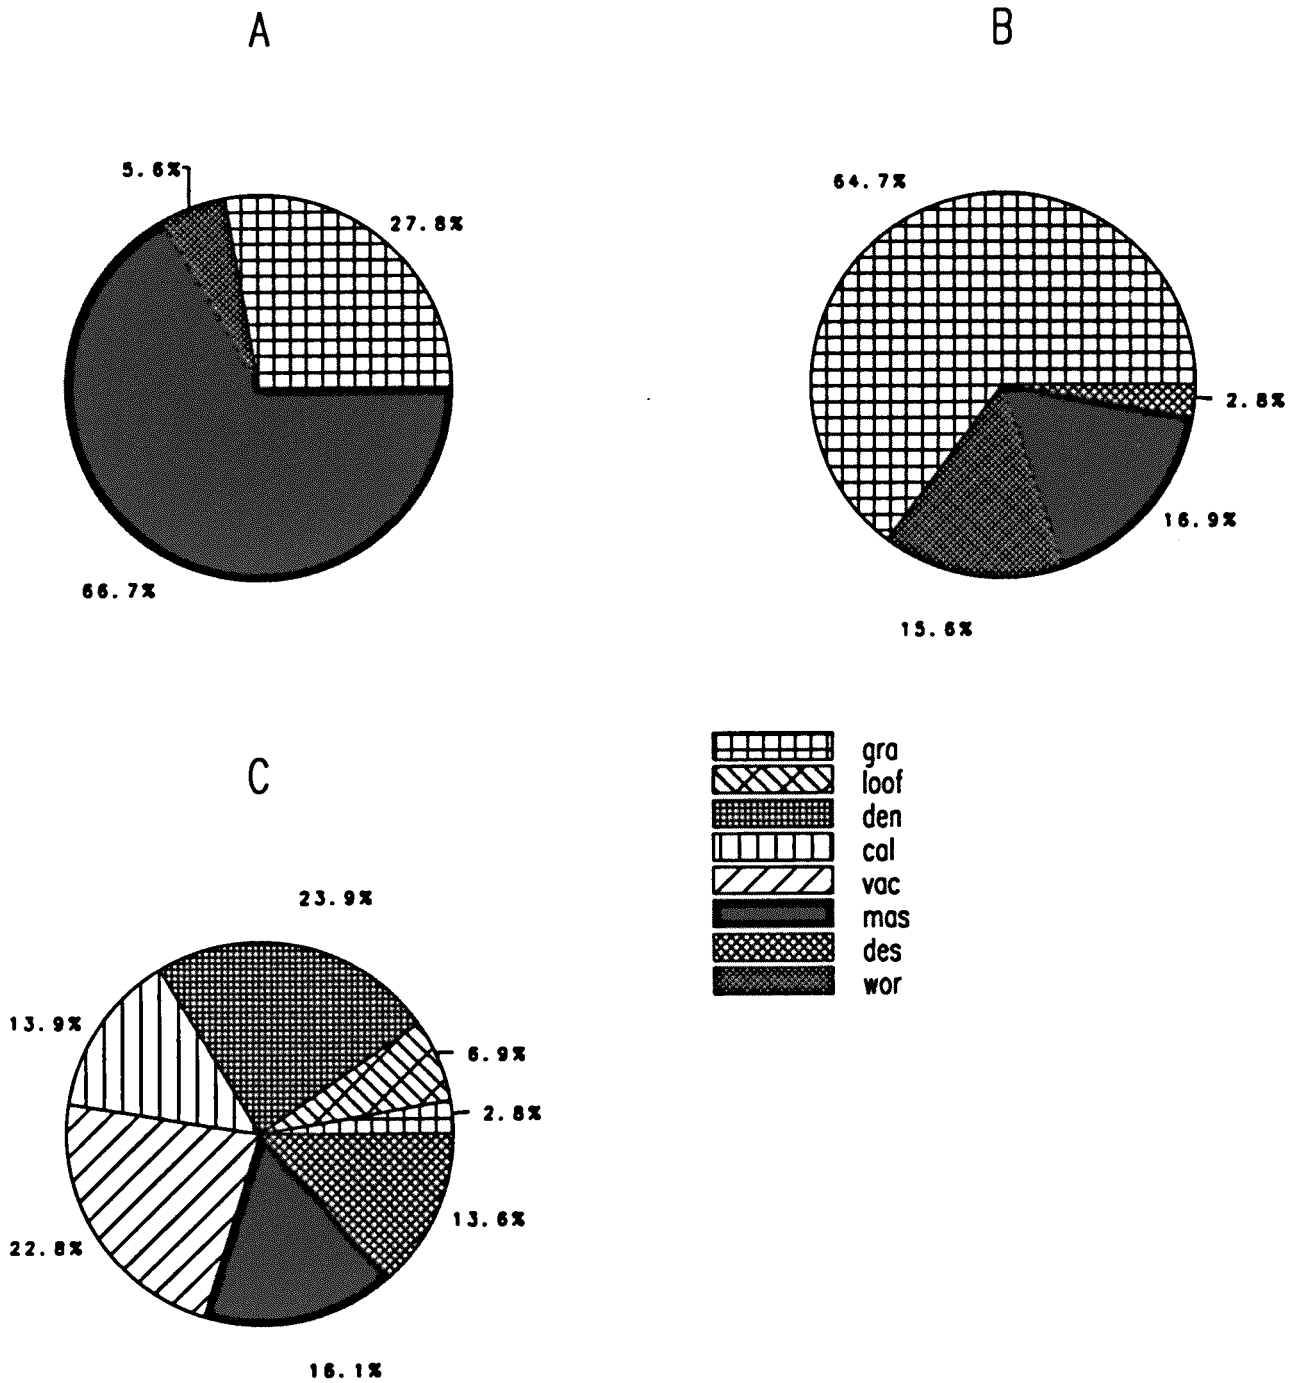 A
5.6%
27.8%
66.7%
B
64.7%
2.8%
16.9%
15.6%
C
23.9%
13.9%
6.9%
2.8%
13.6%
22.8%
16.1%
gra
loof
den
cal
vac
mas
des
wor